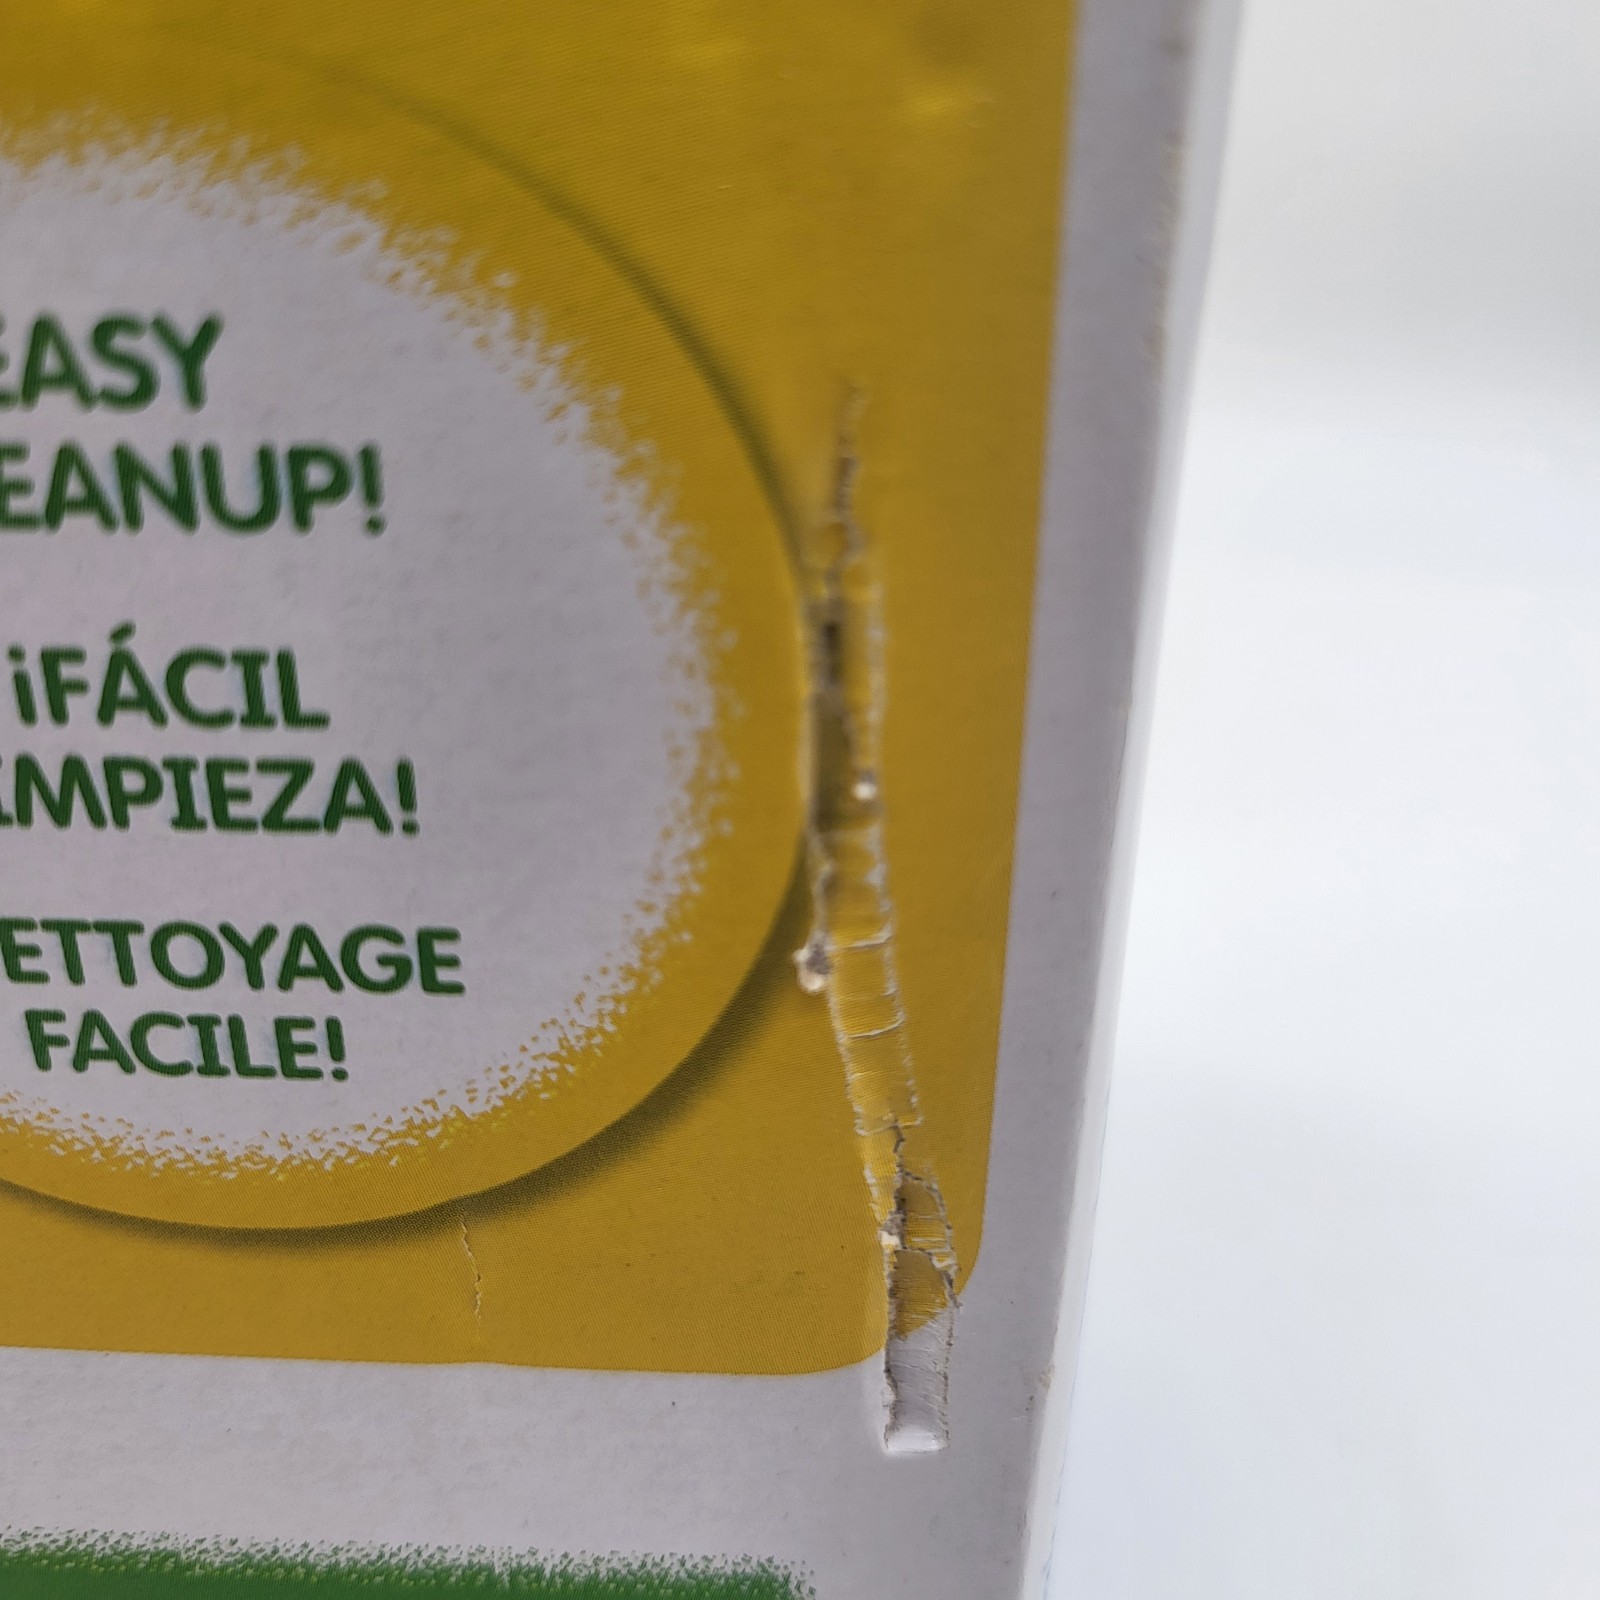 EASY
EANUP!
¡FÁCIL
IMPIEZA!
ETTOYAGE
FACILE!